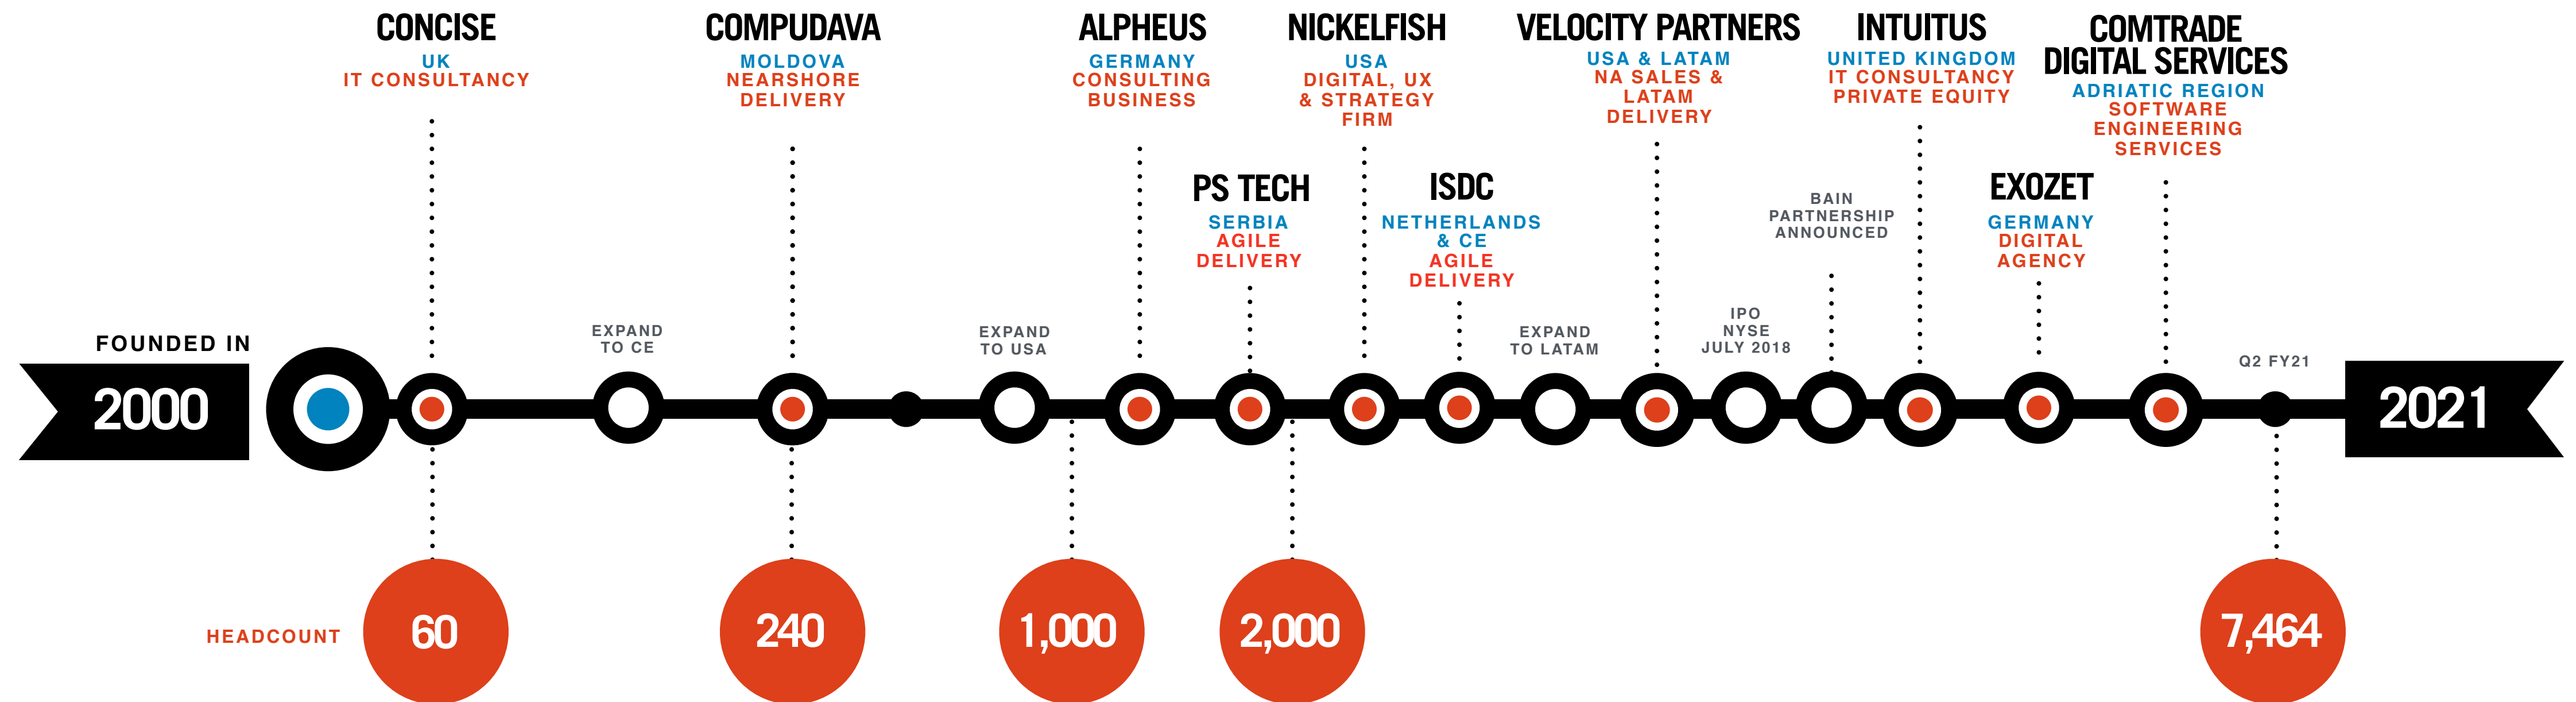 CONCISE
UK
IT CONSULTANCY
COMPUDAVA
MOLDOVA
NEARSHORE
DELIVERY
ALPHEUS
GERMANY
CONSULTING
BUSINESS
NICKELFISH
USA
DIGITAL, UX
& STRATEGY
FIRM
VELOCITY PARTNERS
USA & LATAM
NA SALES &
LATAM
DELIVERY
INTUITUS
UNITED KINGDOM
IT CONSULTANCY
PRIVATE EQUITY
COMTRADE
DIGITAL SERVICES
ADRIATIC REGION
SOFTWARE
ENGINEERING
SERVICES
PS TECH
SERBIA
AGILE
DELIVERY
ISDC
NETHERLANDS
& CE
AGILE
DELIVERY
BAIN
PARTNERSHIP
ANNOUNCED
EXOZET
GERMANY
DIGITAL
AGENCY
FOUNDED IN
2000
EXPAND
TO CE
EXPAND
TO USA
EXPAND
TO LATAM
IPO
NYSE
JULY 2018
Q2 FY21
2021
HEADCOUNT
60
240
1,000
2,000
7,464